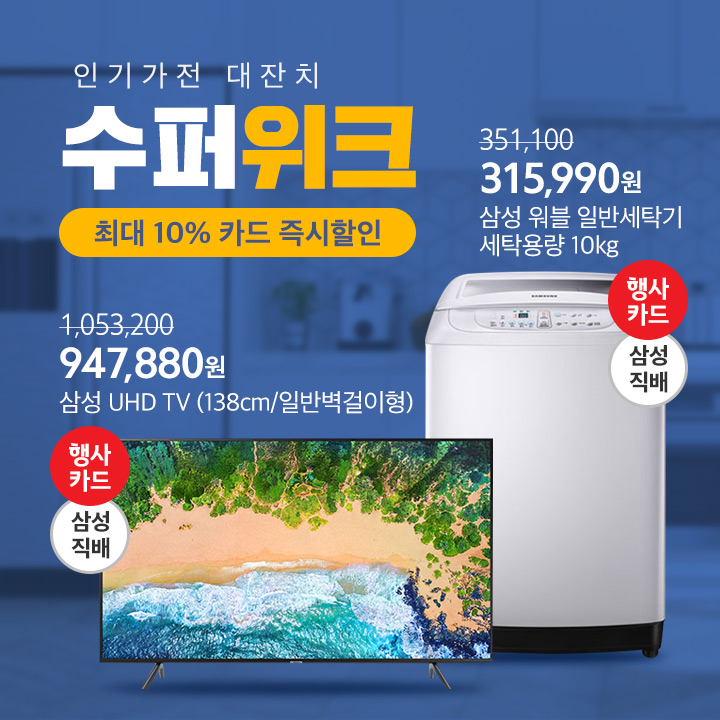 인기가전 대잔치
수퍼위크
최대 10% 카드 즉시할인
351,100
315,990원
삼성 워블 일반세탁기
세탁용량 10kg
행사
카드
삼성
직배
SAMSUNG
1,053,200
947,880원
삼성 UHD TV (138cm/일반벽걸이형)
행사
카드
삼성
직배